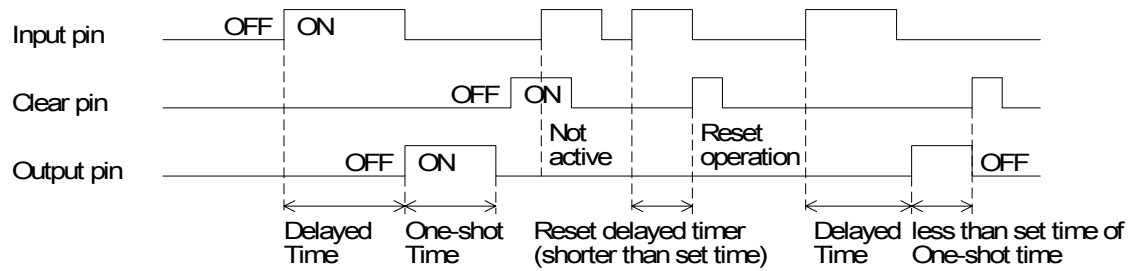 Input pin
OFF
ON
Clear pin
OFF
ON
Not
active
Reset
operation
Output pin
OFF
ON
OFF
Delayed
Time
One-shot
Time
Reset delayed timer
(shorter than set time)
Delayed
Time
less than set time of
One-shot time